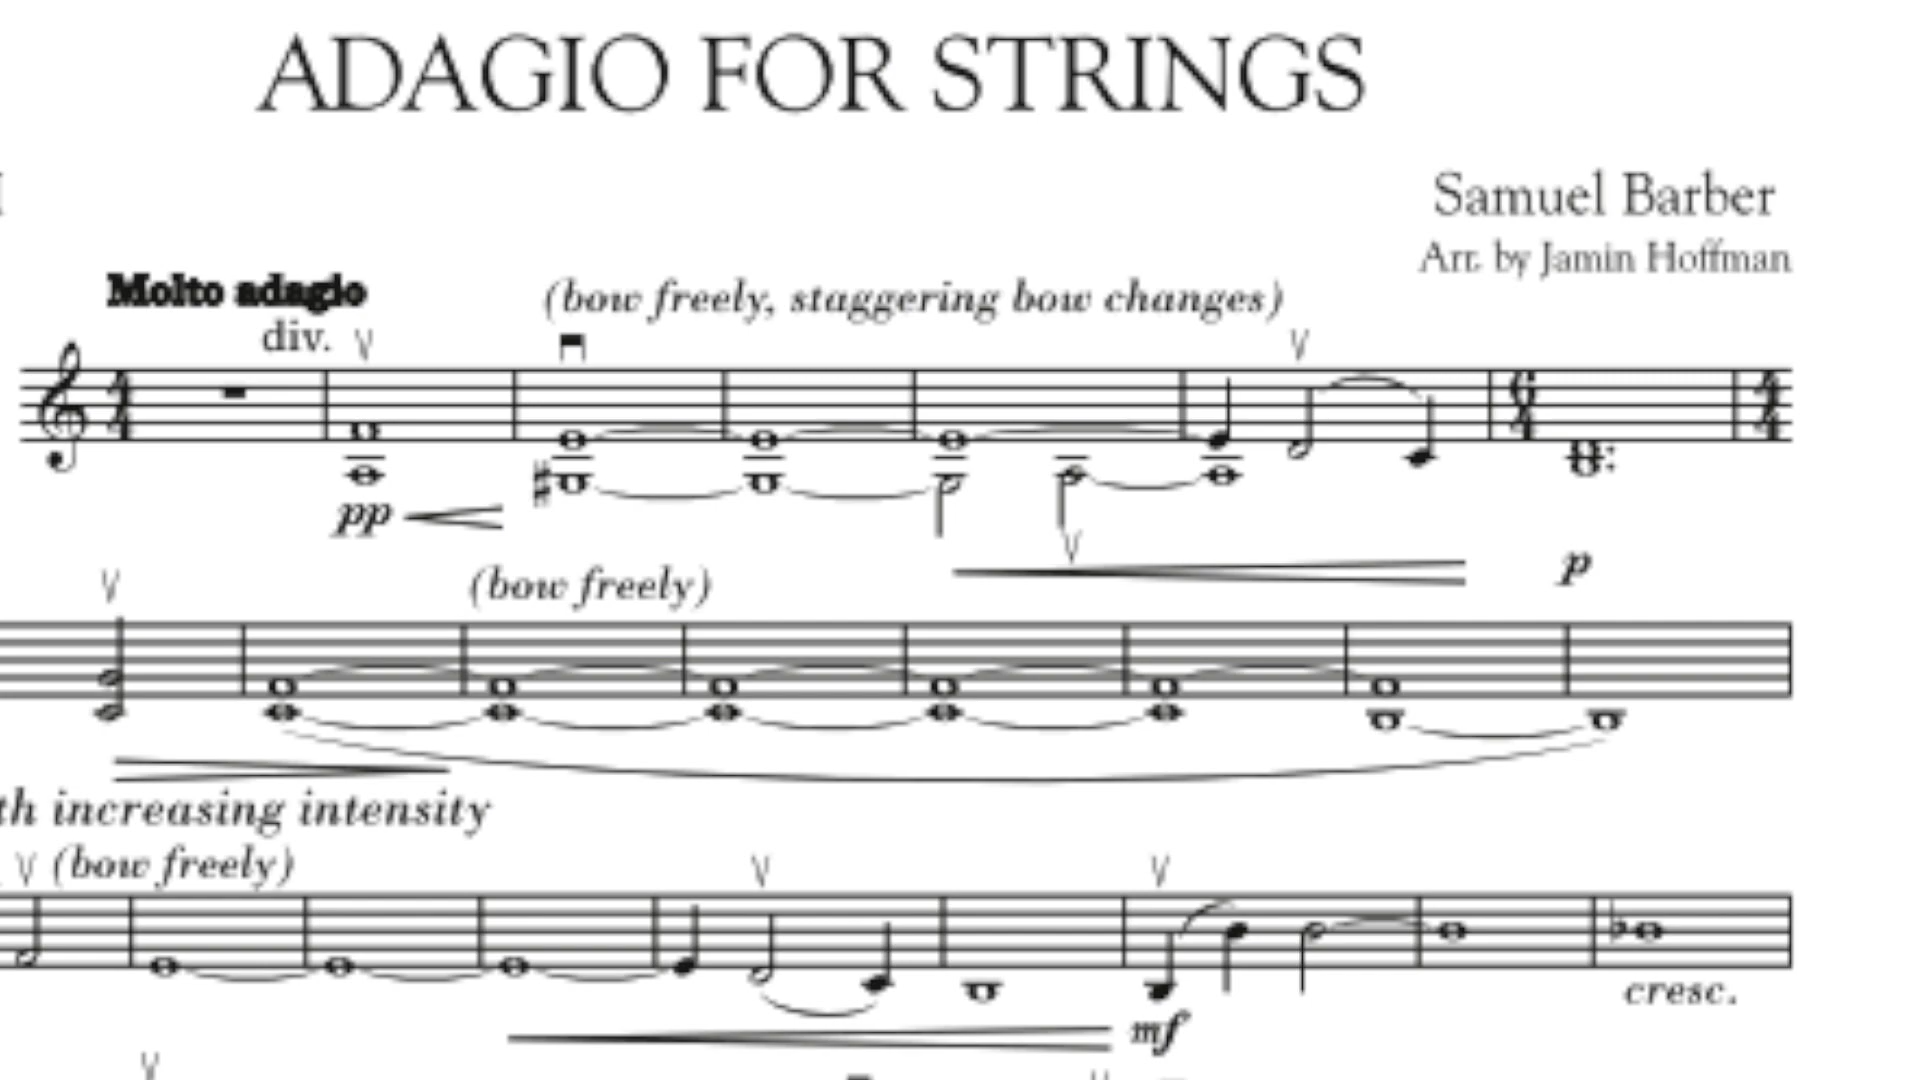 ADAGIO FOR STRINGS
Samuel Barber
Arr. by Jamin Hoffman
Molto adagio
(bow freely, staggering bow changes)
div.
pp
p
(bow freely)
increasing intensity
(bow freely)
cresc.
mf